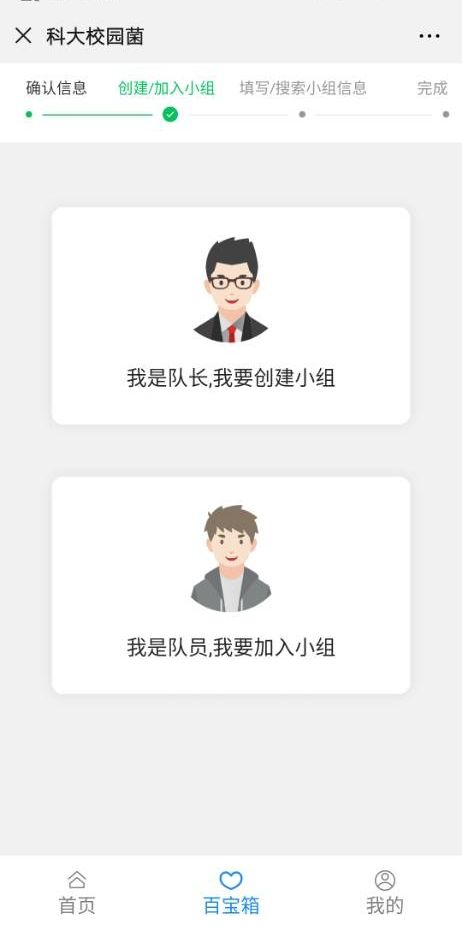 科大校园菌
确认信息 创建/加入小组 填写/搜索小组信息 完成
我是队长,我要创建小组
我是队员,我要加入小组
首页 百宝箱 我的